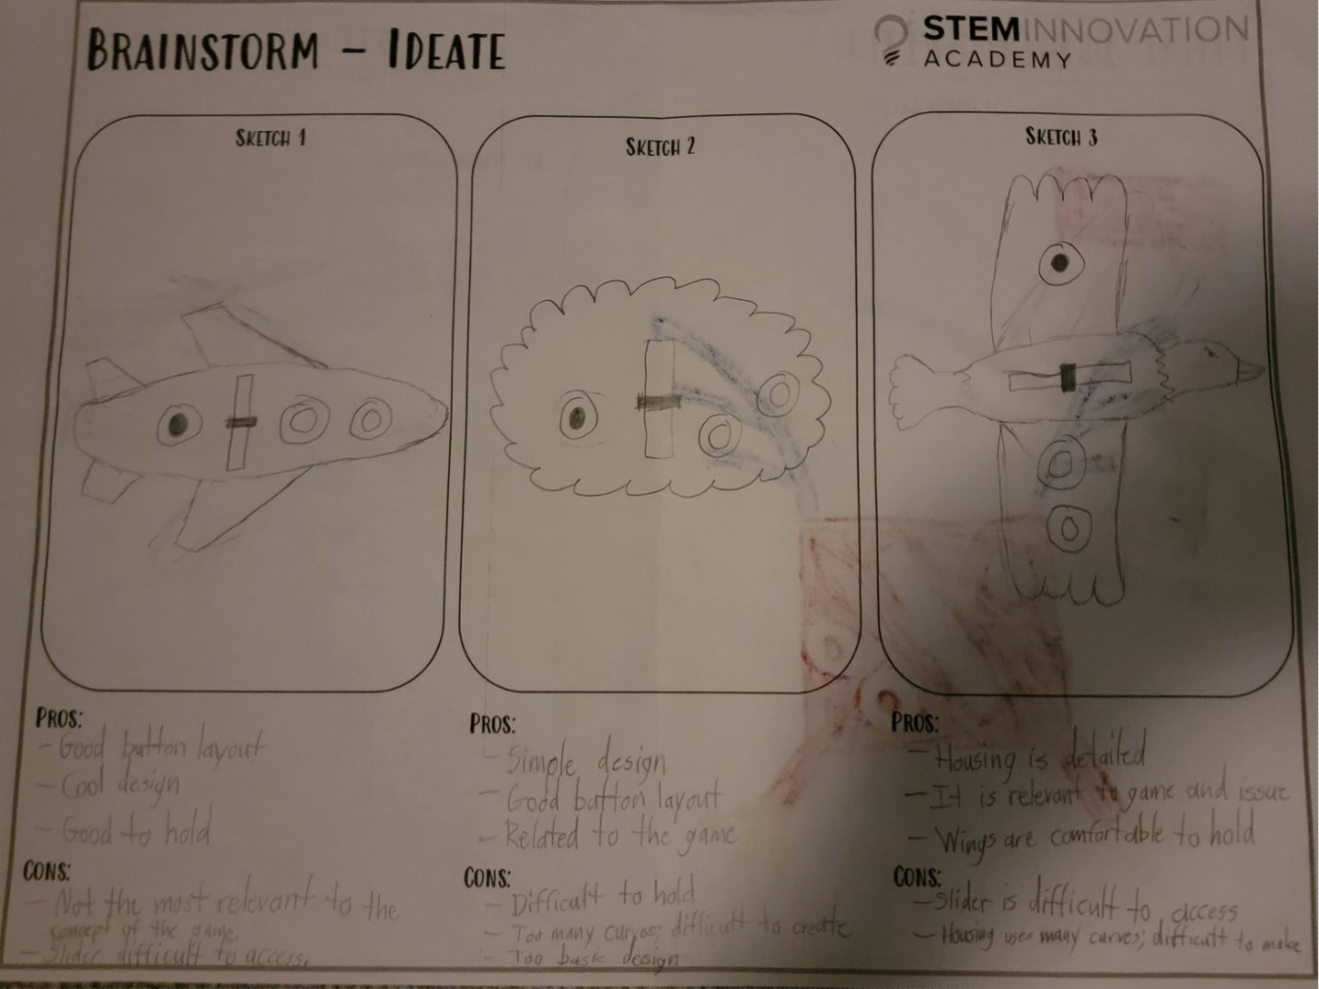 BRAINSTORM - IDEATE
STEMINNOVATION
ACADEMY
SKETCH 1
SKETCH 2
SKETCH 3
PROS:
- Good button layout
- Cool design
- Good to hold
CONS:
- Not the most relevant to the
concept of the game
- Slider difficult to access,
PROS:
- Simple design
- Good button layout
- Related to the game
CONS:
- Difficult to hold
- Too many curves; difficult to create
- Too basic design
PROS:
- Housing is detailed
- It is relevant to game and issue
- Wings are comfortable to hold
CONS:
- Slider is difficult to access
- Housing uses many curves; difficult to make